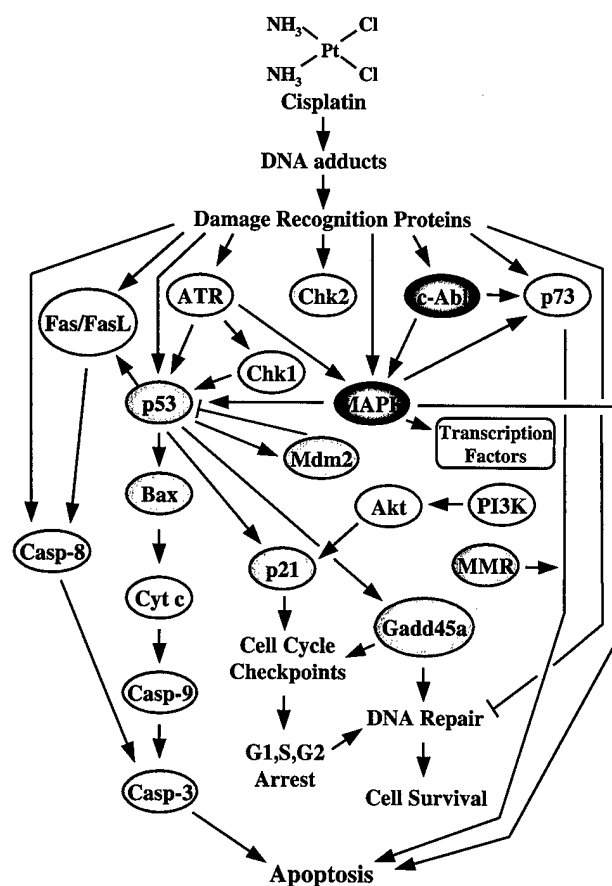 NH3 Cl
Pt
NH3 Cl
Cisplatin
DNA adducts
Damage Recognition Proteins
ATR
Chk2
c-Abl
p73
Fas/FasL
Chk1
p53
MAPK
Transcription
Factors
Mdm2
Bax
Akt
PI3K
Casp-8
p21
MMR
Cyt c
Gadd45a
Cell Cycle
Checkpoints
Casp-9
DNA Repair
G1,S,G2
Arrest
Casp-3
Cell Survival
Apoptosis